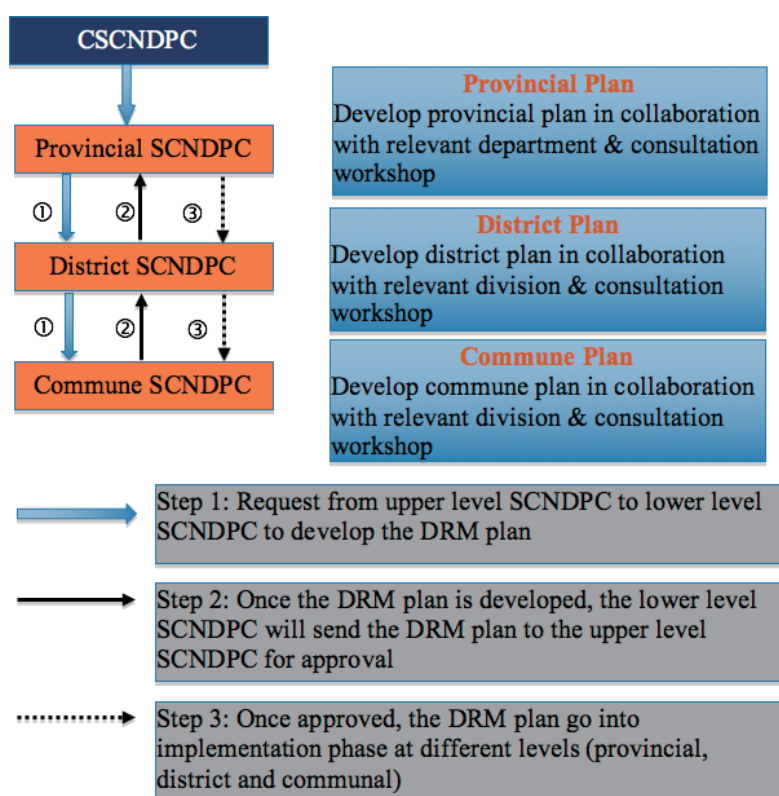 CSCNDPC
Provincial SCNDPC
① ② ③
District SCNDPC
① ② ③
Commune SCNDPC
Provincial Plan
Develop provincial plan in collaboration
with relevant department & consultation
workshop
District Plan
Develop district plan in collaboration
with relevant division & consultation
workshop
Commune Plan
Develop commune plan in collaboration
with relevant division & consultation
workshop
Step 1: Request from upper level SCNDPC to lower level
SCNDPC to develop the DRM plan
Step 2: Once the DRM plan is developed, the lower level
SCNDPC will send the DRM plan to the upper level
SCNDPC for approval
Step 3: Once approved, the DRM plan go into
implementation phase at different levels (provincial,
district and communal)